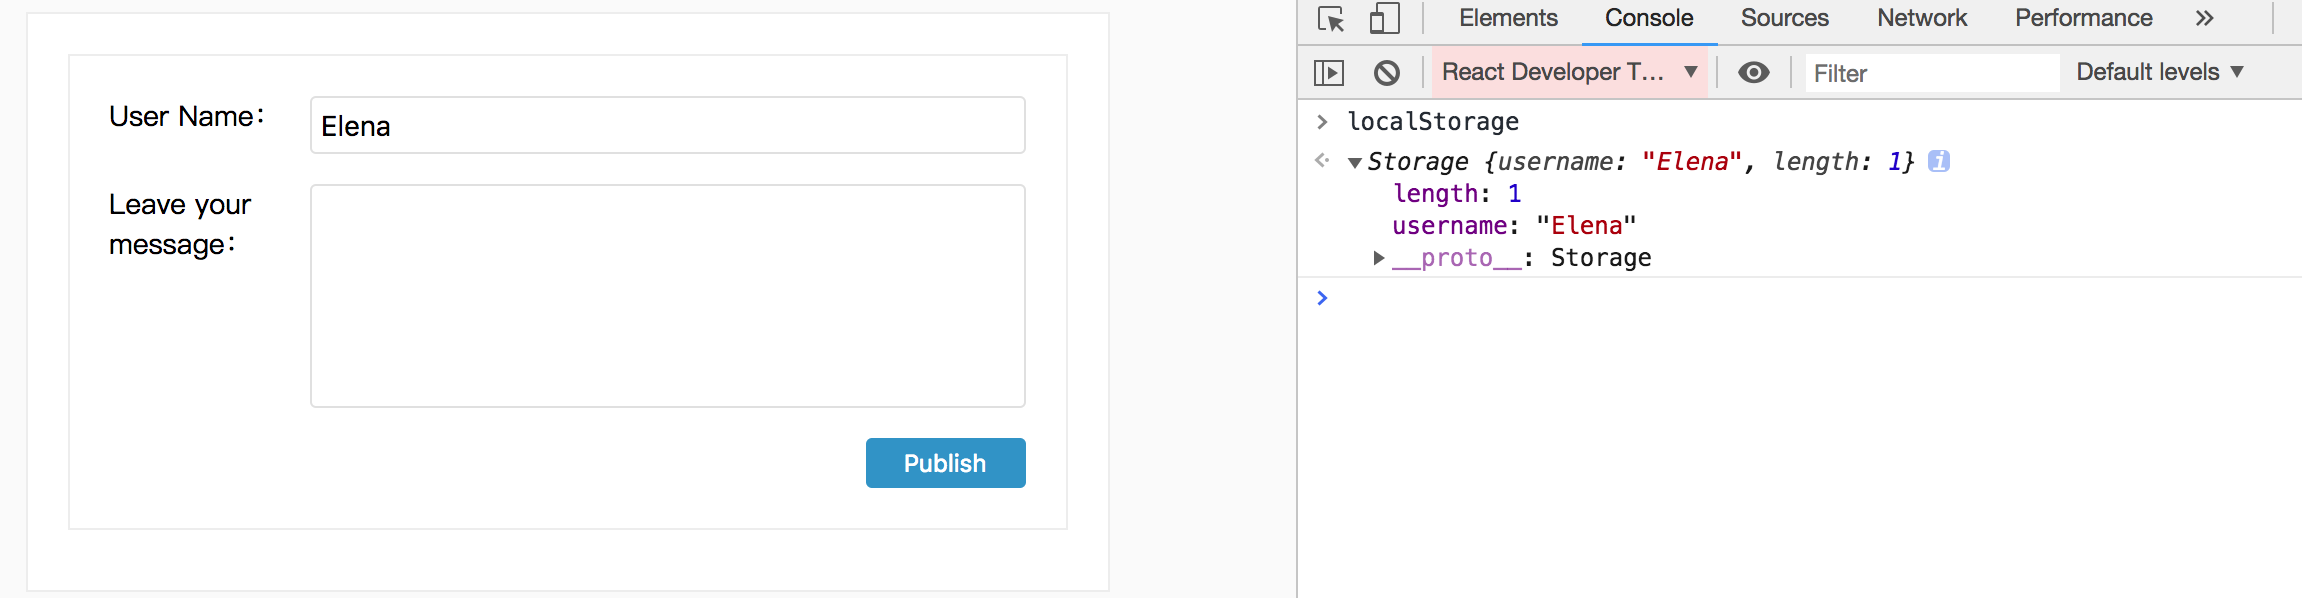 User Name：
Elena
Leave your
message：
Publish
Elements Console Sources Network Performance »
React Developer T... ▼ Filter Default levels ▼
> localStorage
<· ▼Storage {username: "Elena", length: 1} i
length: 1
username: "Elena"
▶__proto__: Storage
>